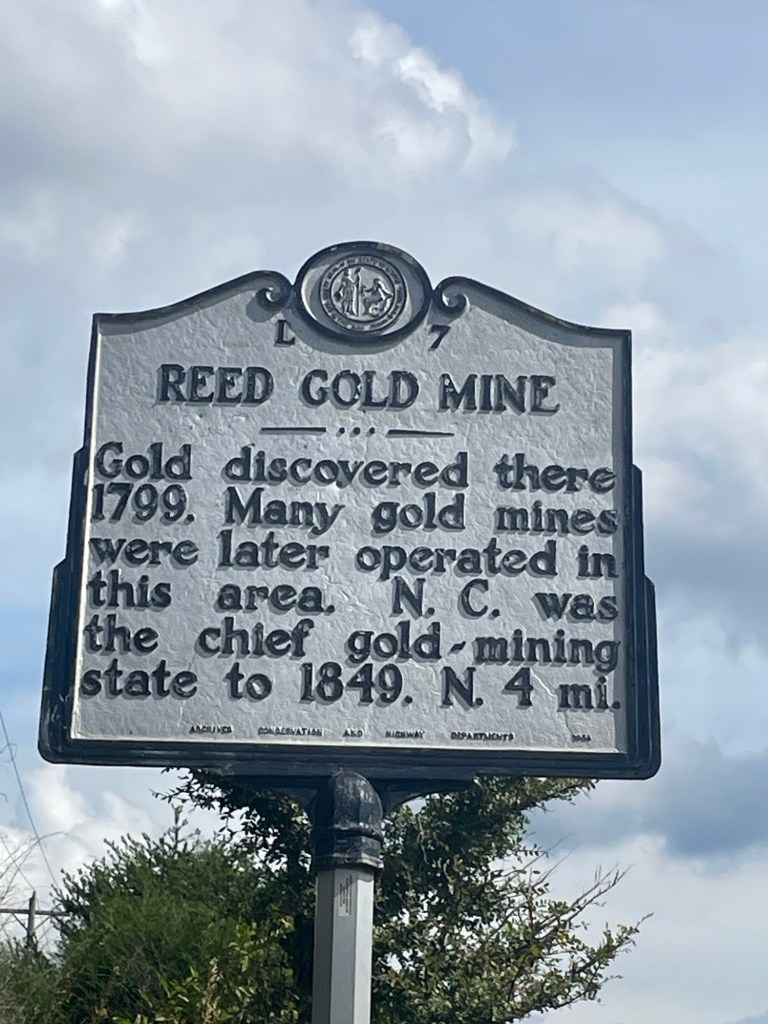 L 7
REED GOLD MINE
Gold discovered there
1799. Many gold mines
were later operated in
this area. N. C. was
the chief gold-mining
state to 1849. N. 4 mi.
ARCHIVES CONSERVATION AND HIGHWAY DEPARTMENTS